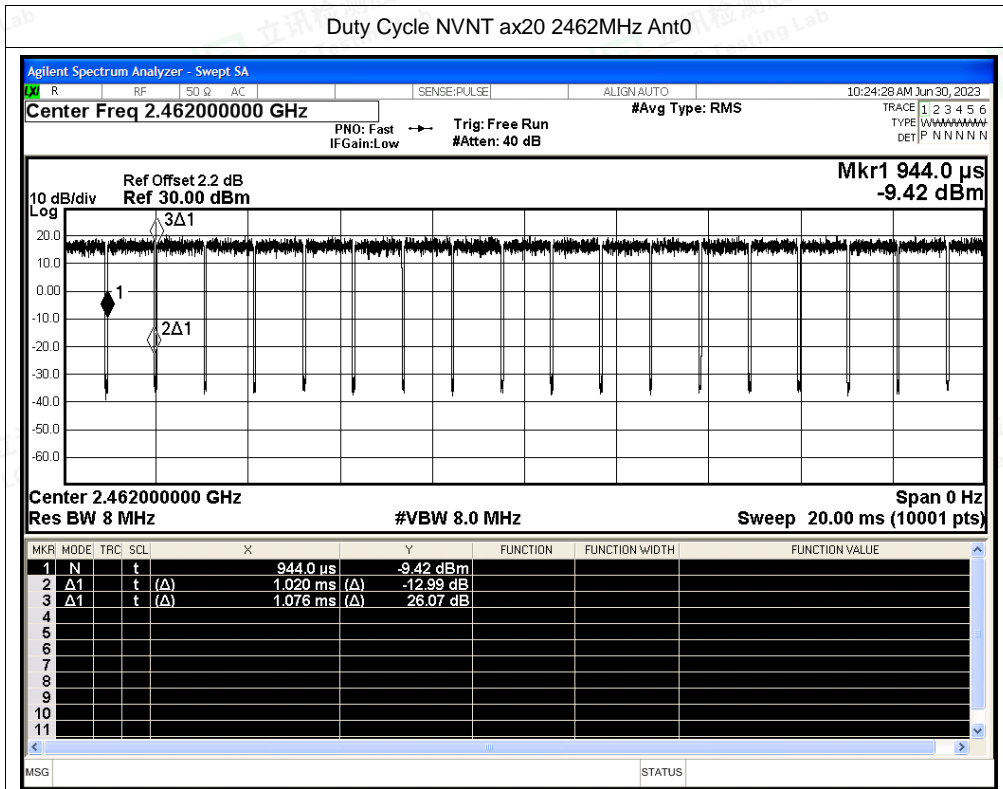 Duty Cycle NVNT ax20 2462MHz Ant0
立讯检测
Testing Lab
Agilent Spectrum Analyzer - Swept SA
LXI R RF 50 Ω AC SENSE:PULSE ALIGN AUTO 10:24:28 AM Jun 30, 2023
Center Freq 2.462000000 GHz #Avg Type: RMS TRACE 1 2 3 4 5 6
PNO: Fast Trig: Free Run TYPE
IFGain:Low #Atten: 40 dB DET P N N N N N
Mkr1 944.0 µs
Ref Offset 2.2 dB
10 dB/div Ref 30.00 dBm -9.42 dBm
Log
3Δ1
20.0
10.0
0.00
1
-10.0
2Δ1
-20.0
-30.0
-40.0
-50.0
-60.0
Center 2.462000000 GHz Span 0 Hz
Res BW 8 MHz #VBW 8.0 MHz Sweep 20.00 ms (10001 pts)
MKR MODE TRC SCL X Y FUNCTION FUNCTION WIDTH FUNCTION VALUE
1 N t 944.0 µs -9.42 dBm
2 Δ1 t (Δ) 1.020 ms (Δ) -12.99 dB
3 Δ1 t (Δ) 1.076 ms (Δ) 26.07 dB
4
5
6
7
8
9
10
11
MSG STATUS